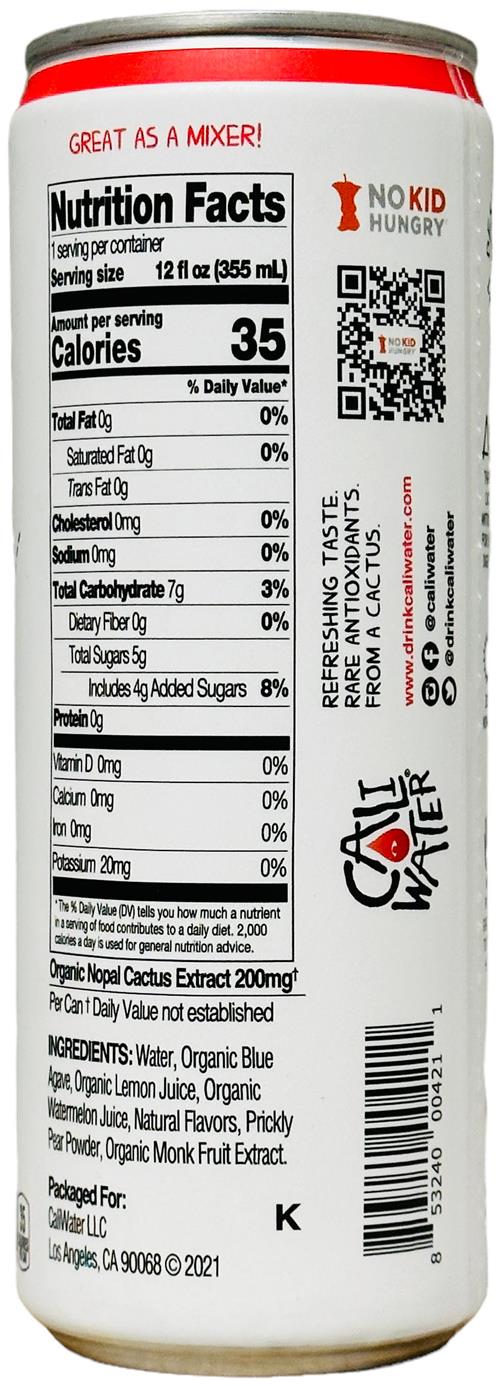 GREAT AS A MIXER!
Nutrition Facts
1 serving per container
Serving size 12 fl oz (355 mL)
Amount per serving
Calories 35
% Daily Value*
Total Fat 0g 0%
Saturated Fat 0g 0%
Trans Fat 0g
Cholesterol 0mg 0%
Sodium 0mg 0%
Total Carbohydrate 7g 3%
Dietary Fiber 0g 0%
Total Sugars 5g
Includes 4g Added Sugars 8%
Protein 0g
Vitamin D 0mg 0%
Calcium 0mg 0%
Iron 0mg 0%
Potassium 20mg 0%
*The % Daily Value (DV) tells you how much a nutrient
in a serving of food contributes to a daily diet. 2,000
calories a day is used for general nutrition advice.
Organic Nopal Cactus Extract 200mg†
Per Can † Daily Value not established
INGREDIENTS: Water, Organic Blue
Agave, Organic Lemon Juice, Organic
Watermelon Juice, Natural Flavors, Prickly
Pear Powder, Organic Monk Fruit Extract.
Packaged For:
CaliWater LLC
Los Angeles, CA 90068 © 2021
K
NO KID
HUNGRY
NO KID
HUNGRY
REFRESHING TASTE.
RARE ANTIOXIDANTS.
FROM A CACTUS.
www.drinkcaliwater.com
@caliwater
@drinkcaliwater
CALI
WATER®
8 53240 00421 1
35